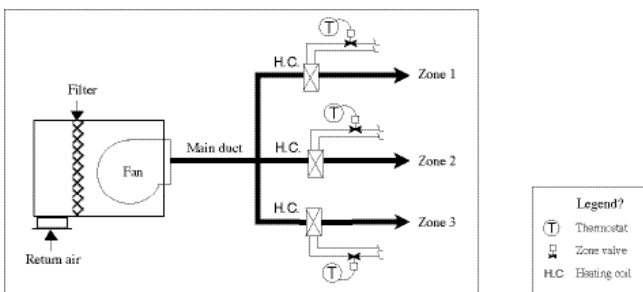 T
H.C.
Zone 1
Filter
T
Main duct
H.C.
Fan
Zone 2
H.C.
Zone 3
Return air
T
Legend?
T Thermostat
Zone valve
H.C Heating coil